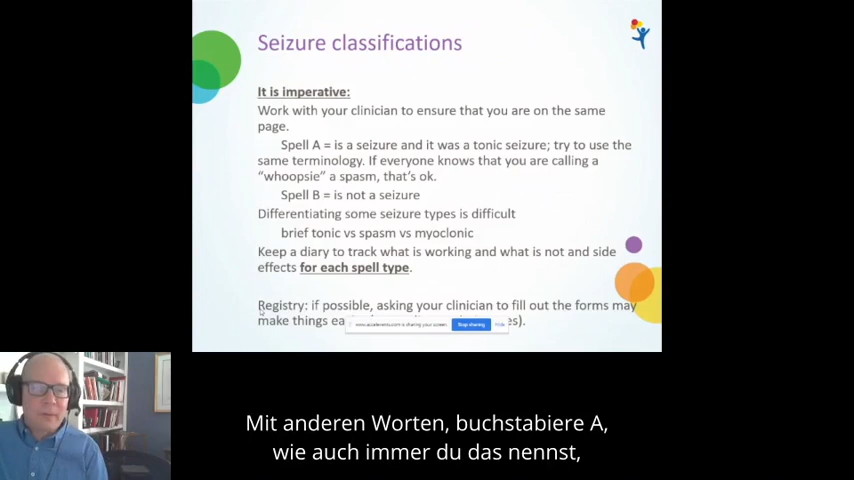 Seizure classifications
It is imperative:
Work with your clinician to ensure that you are on the same
page.
Spell A = is a seizure and it was a tonic seizure; try to use the
same terminology. If everyone knows that you are calling a
“whoopsie” a spasm, that’s ok.
Spell B = is not a seizure
Differentiating some seizure types is difficult
brief tonic vs spasm vs myoclonic
Keep a diary to track what is working and what is not and side
effects for each spell type.
Registry: if possible, asking your clinician to fill out the forms may
make things
Stop sharing
Hide
Mit anderen Worten, buchstabiere A,
wie auch immer du das nennst,